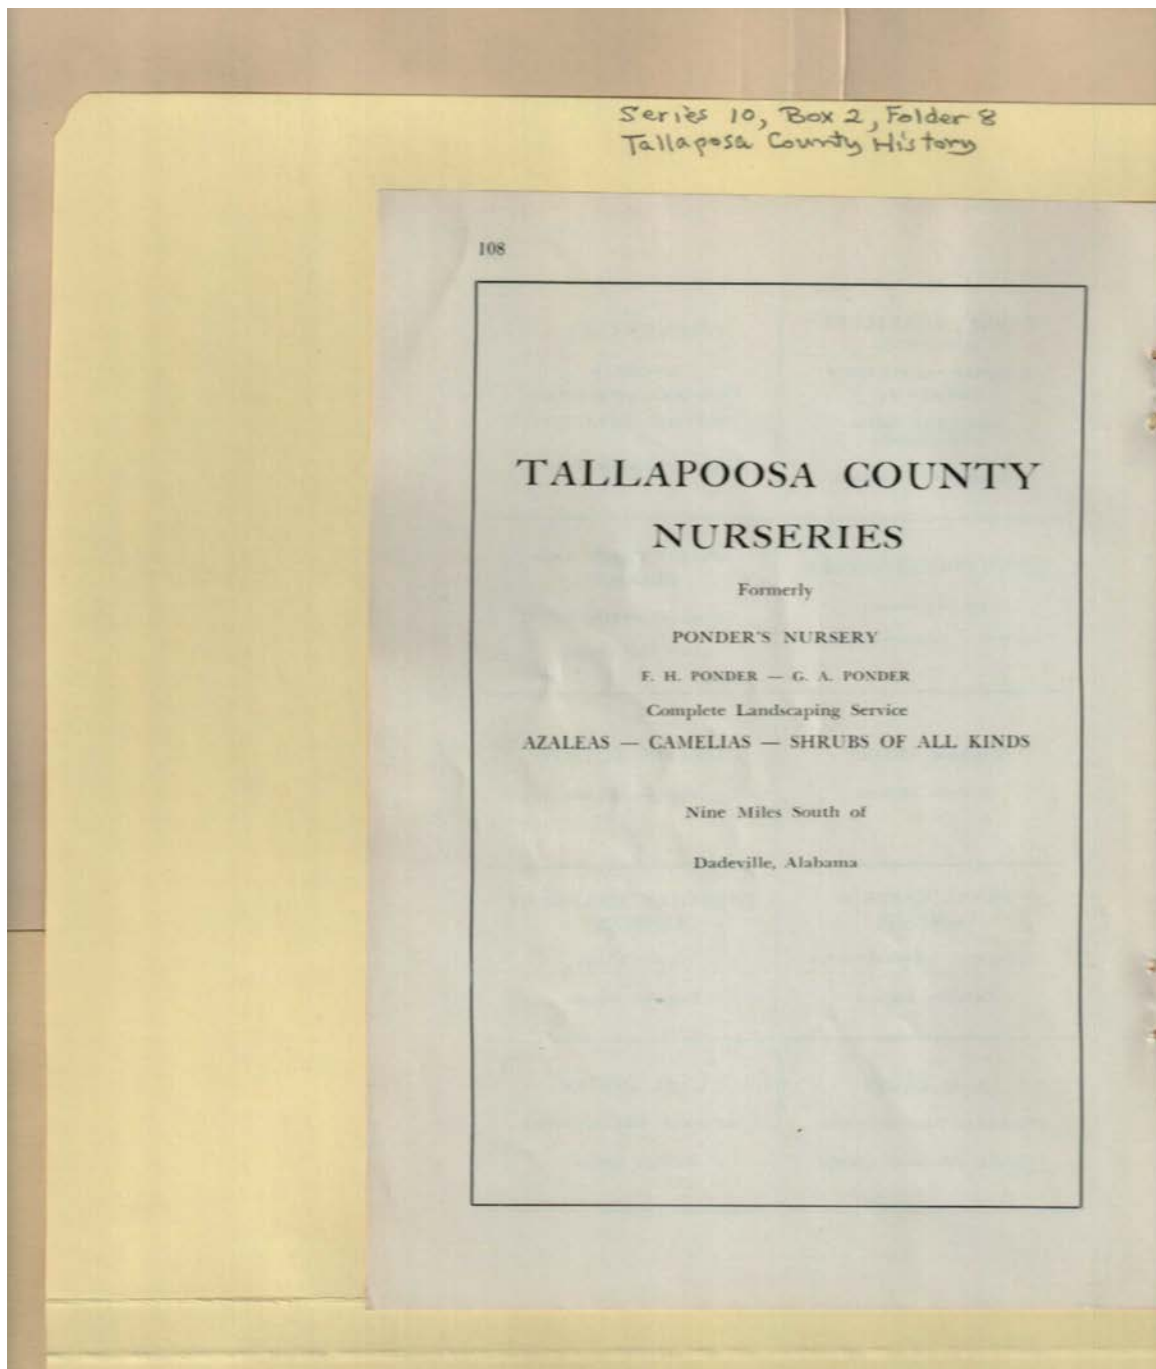 Series 10, Box 2, Folder 8
Tallaposa County History
108
TALLAPOOSA COUNTY
NURSERIES
Formerly
PONDER'S NURSERY
F. H. PONDER — G. A. PONDER
Complete Landscaping Service
AZALEAS — CAMELIAS — SHRUBS OF ALL KINDS
Nine Miles South of
Dadeville, Alabama